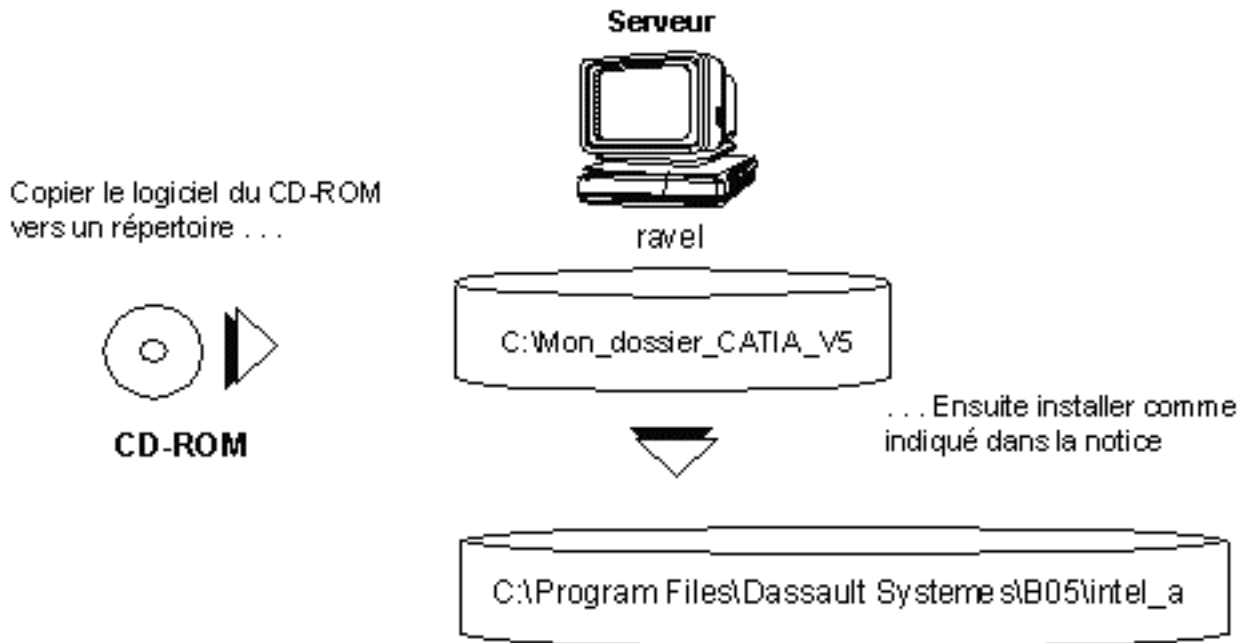 Serveur
Copier le logiciel du CD-ROM
vers un répertoire . . .
ravel
C:\Mon_dossier_CATIA_V5
CD-ROM
. . . Ensuite installer comme
indiqué dans la notice
C:\Program Files\Dassault Systemes\B05\intel_a